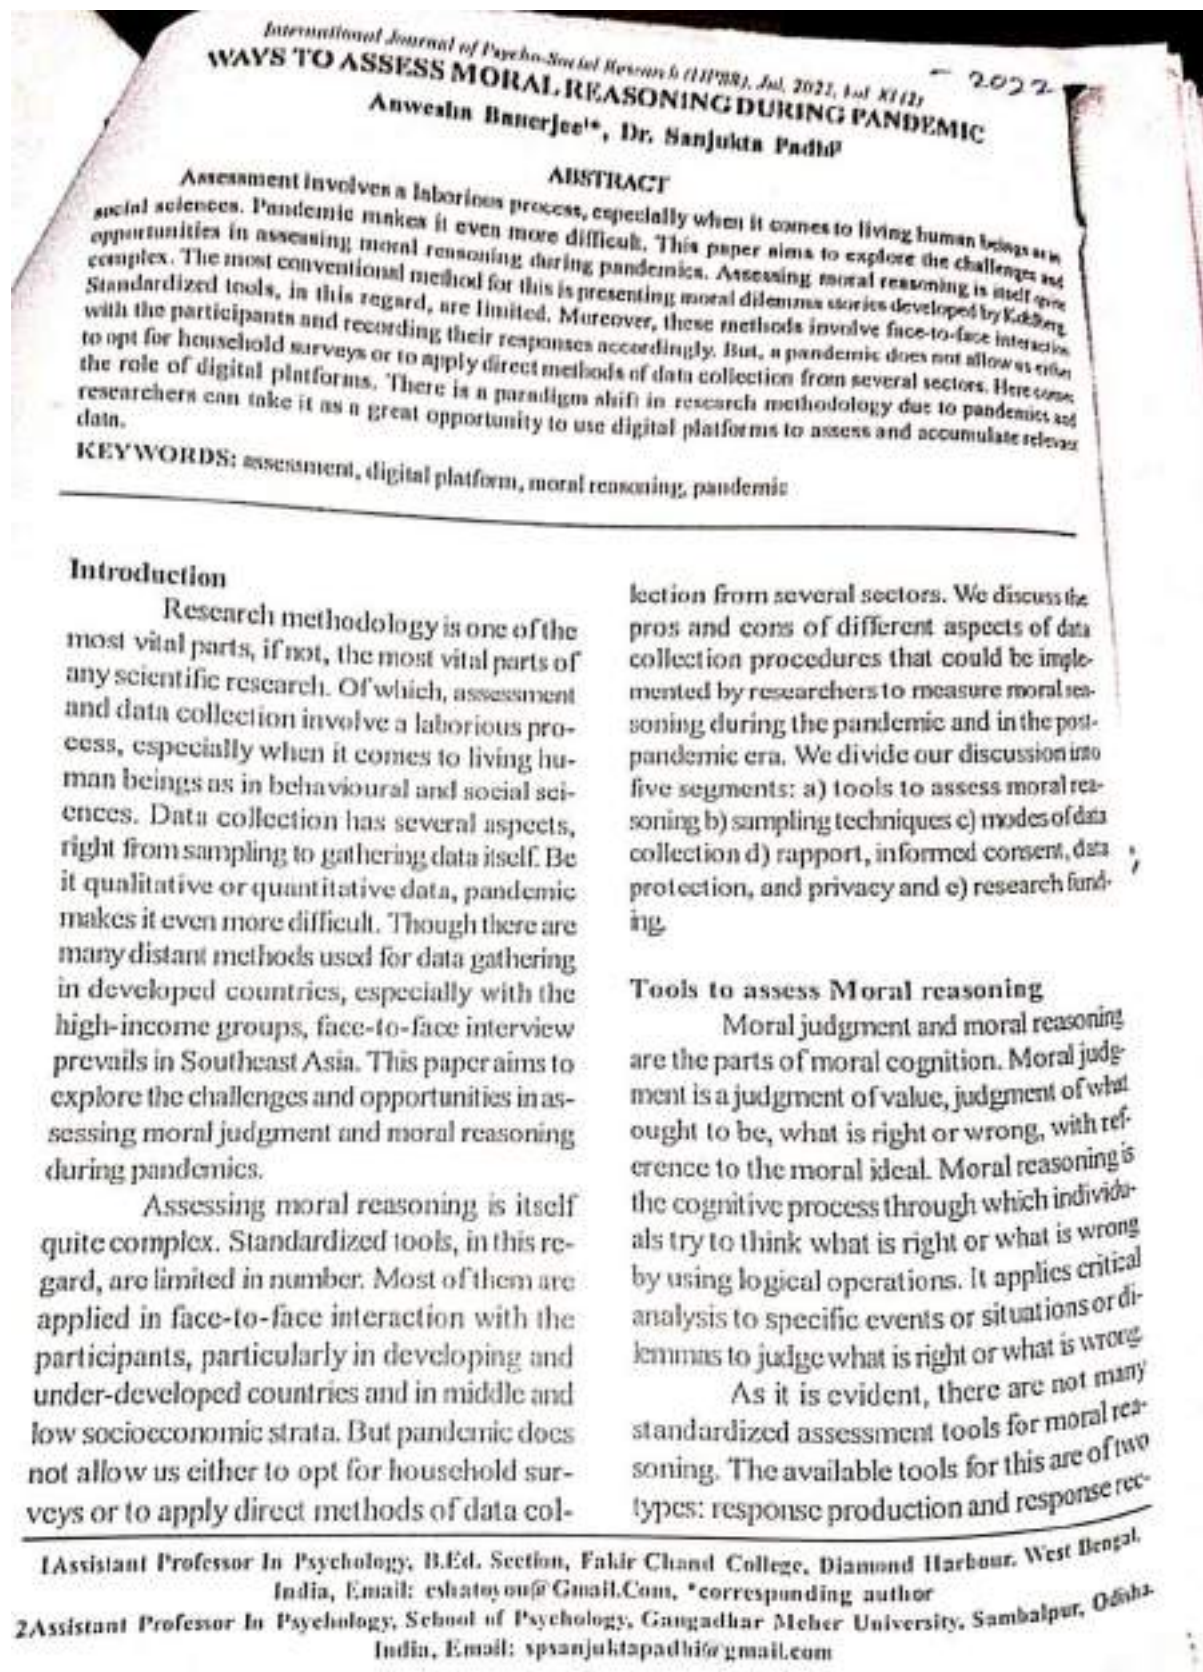 International Journal of Psycho-Social Research (IJPSR), Jul, 2022, Vol XI (2)
- 2022
WAYS TO ASSESS MORAL REASONING DURING PANDEMIC
Anwesha Banerjee¹*, Dr. Sanjukta Padhi²
ABSTRACT
Assessment involves a laborious process, especially when it comes to living human beings as in
social sciences. Pandemic makes it even more difficult. This paper aims to explore the challenges and
opportunities in assessing moral reasoning during pandemics. Assessing moral reasoning is itself quite
complex. The most conventional method for this is presenting moral dilemma stories developed by Kohlberg.
Standardized tools, in this regard, are limited. Moreover, these methods involve face-to-face interaction
with the participants and recording their responses accordingly. But, a pandemic does not allow us either
to opt for household surveys or to apply direct methods of data collection from several sectors. Here comes
the role of digital platforms. There is a paradigm shift in research methodology due to pandemics and
researchers can take it as a great opportunity to use digital platforms to assess and accumulate relevant
data.
KEYWORDS: assessment, digital platform, moral reasoning, pandemic
Introduction
Research methodology is one of the
most vital parts, if not, the most vital parts of
any scientific research. Of which, assessment
and data collection involve a laborious pro-
cess, especially when it comes to living hu-
man beings as in behavioural and social sci-
ences. Data collection has several aspects,
right from sampling to gathering data itself. Be
it qualitative or quantitative data, pandemic
makes it even more difficult. Though there are
many distant methods used for data gathering
in developed countries, especially with the
high-income groups, face-to-face interview
prevails in Southeast Asia. This paper aims to
explore the challenges and opportunities in as-
sessing moral judgment and moral reasoning
during pandemics.
Assessing moral reasoning is itself
quite complex. Standardized tools, in this re-
gard, are limited in number. Most of them are
applied in face-to-face interaction with the
participants, particularly in developing and
under-developed countries and in middle and
low socioeconomic strata. But pandemic does
not allow us either to opt for household sur-
veys or to apply direct methods of data col-
lection from several sectors. We discuss the
pros and cons of different aspects of data
collection procedures that could be imple-
mented by researchers to measure moral rea-
soning during the pandemic and in the post-
pandemic era. We divide our discussion into
five segments: a) tools to assess moral rea-
soning b) sampling techniques c) modes of data
collection d) rapport, informed consent, data
protection, and privacy and e) research fund-
ing.
Tools to assess Moral reasoning
Moral judgment and moral reasoning
are the parts of moral cognition. Moral judg-
ment is a judgment of value, judgment of what
ought to be, what is right or wrong, with ref-
erence to the moral ideal. Moral reasoning is
the cognitive process through which individu-
als try to think what is right or what is wrong
by using logical operations. It applies critical
analysis to specific events or situations or di-
lemmas to judge what is right or what is wrong.
As it is evident, there are not many
standardized assessment tools for moral rea-
soning. The available tools for this are of two
types: response production and response rec-
1Assistant Professor In Psychology, B.Ed. Section, Fakir Chand College, Diamond Harbour, West Bengal,
India, Email: eshatoyou@Gmail.Com, *corresponding author
2Assistant Professor In Psychology, School of Psychology, Gangadhar Meher University, Sambalpur, Odisha-
India, Email: spsanjuktapadhi@gmail.com